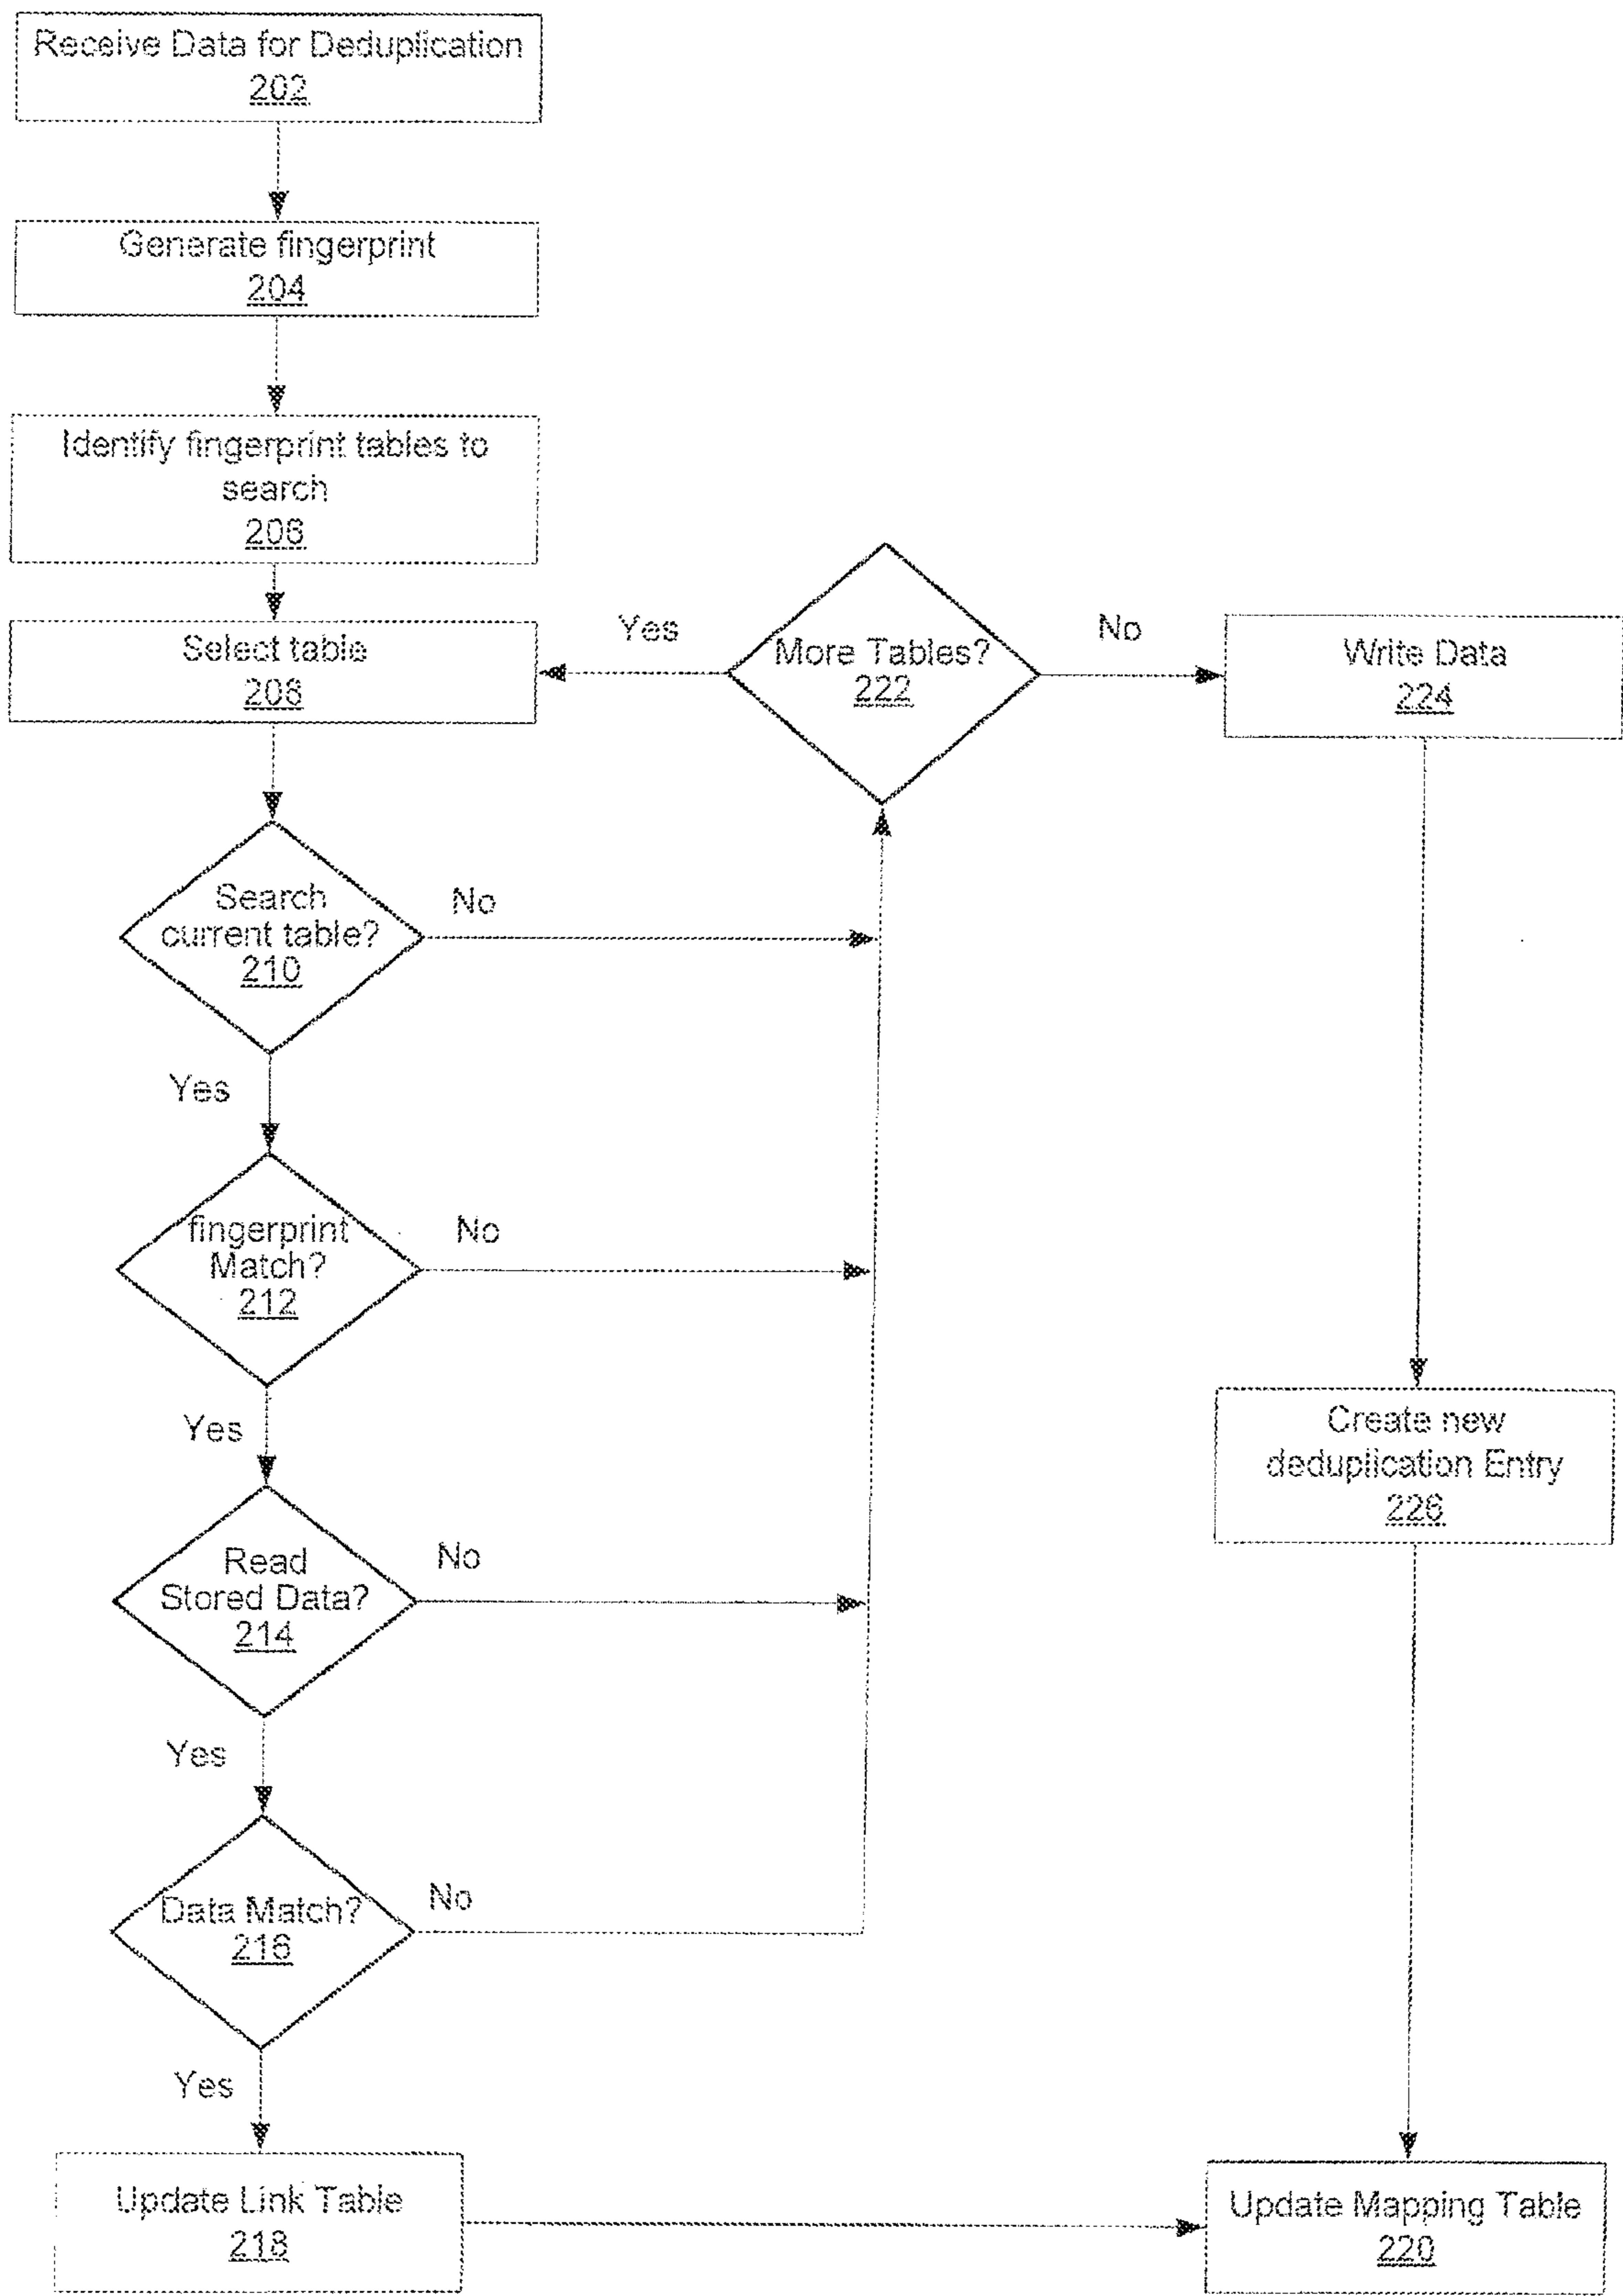 Receive Data for Deduplication
202
Generate fingerprint
204
Identify fingerprint tables to
search
206
Select table
208
Yes
More Tables?
222
No
Write Data
224
Search
current table?
210
No
Yes
fingerprint
Match?
212
No
Yes
Create new
deduplication Entry
226
Read
Stored Data?
214
No
Yes
Data Match?
216
No
Yes
Update Link Table
218
Update Mapping Table
220